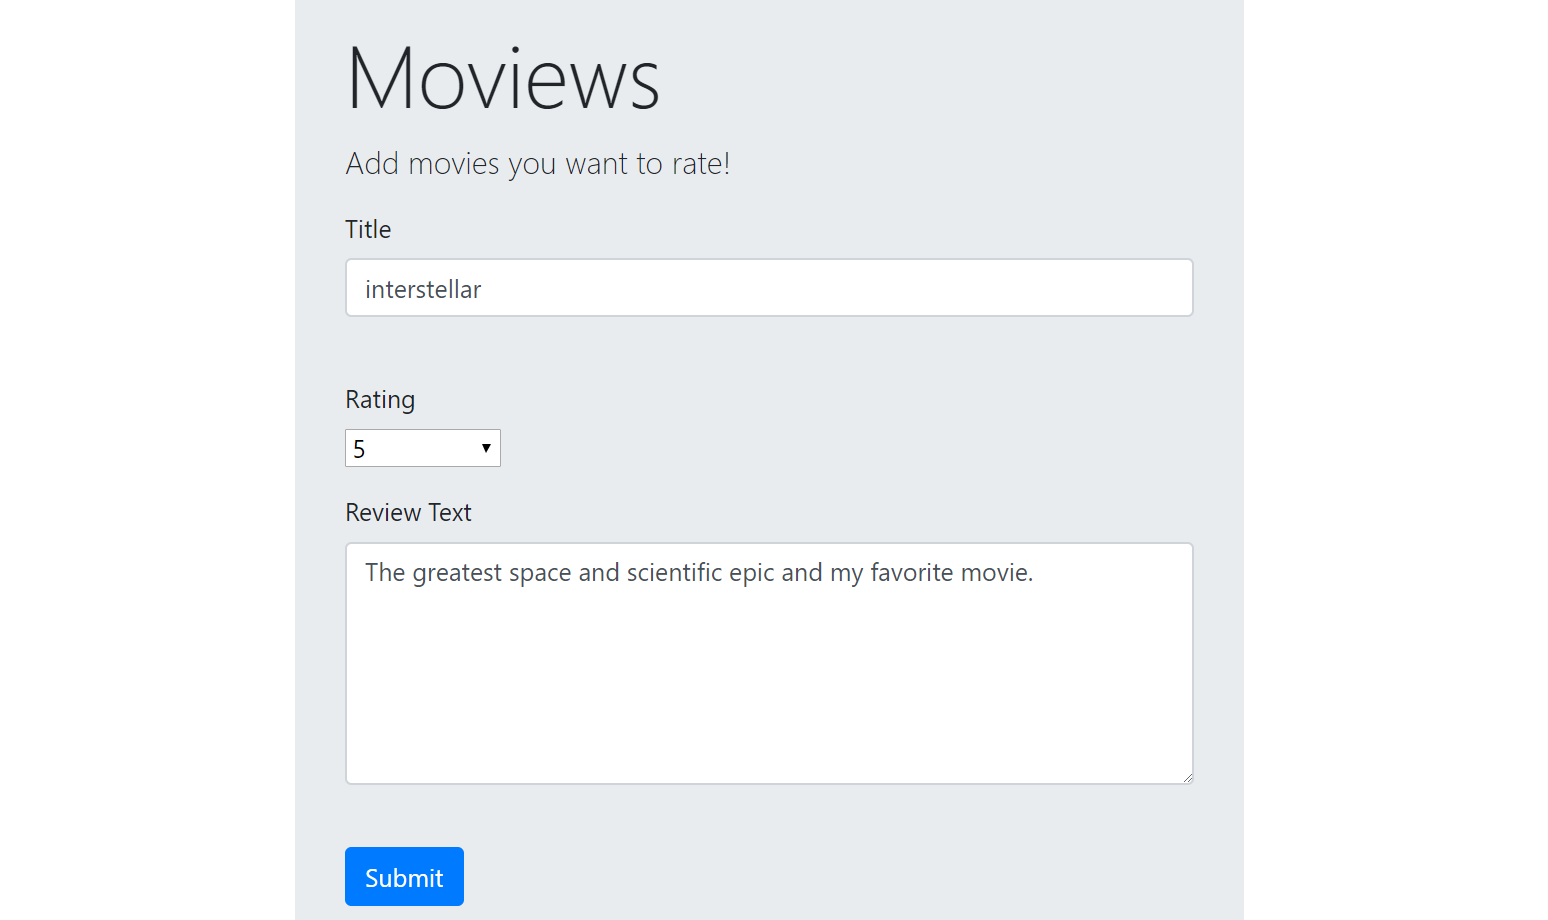 Moviews
Add movies you want to rate!
Title
interstellar
Rating
5
Review Text
The greatest space and scientific epic and my favorite movie.
Submit